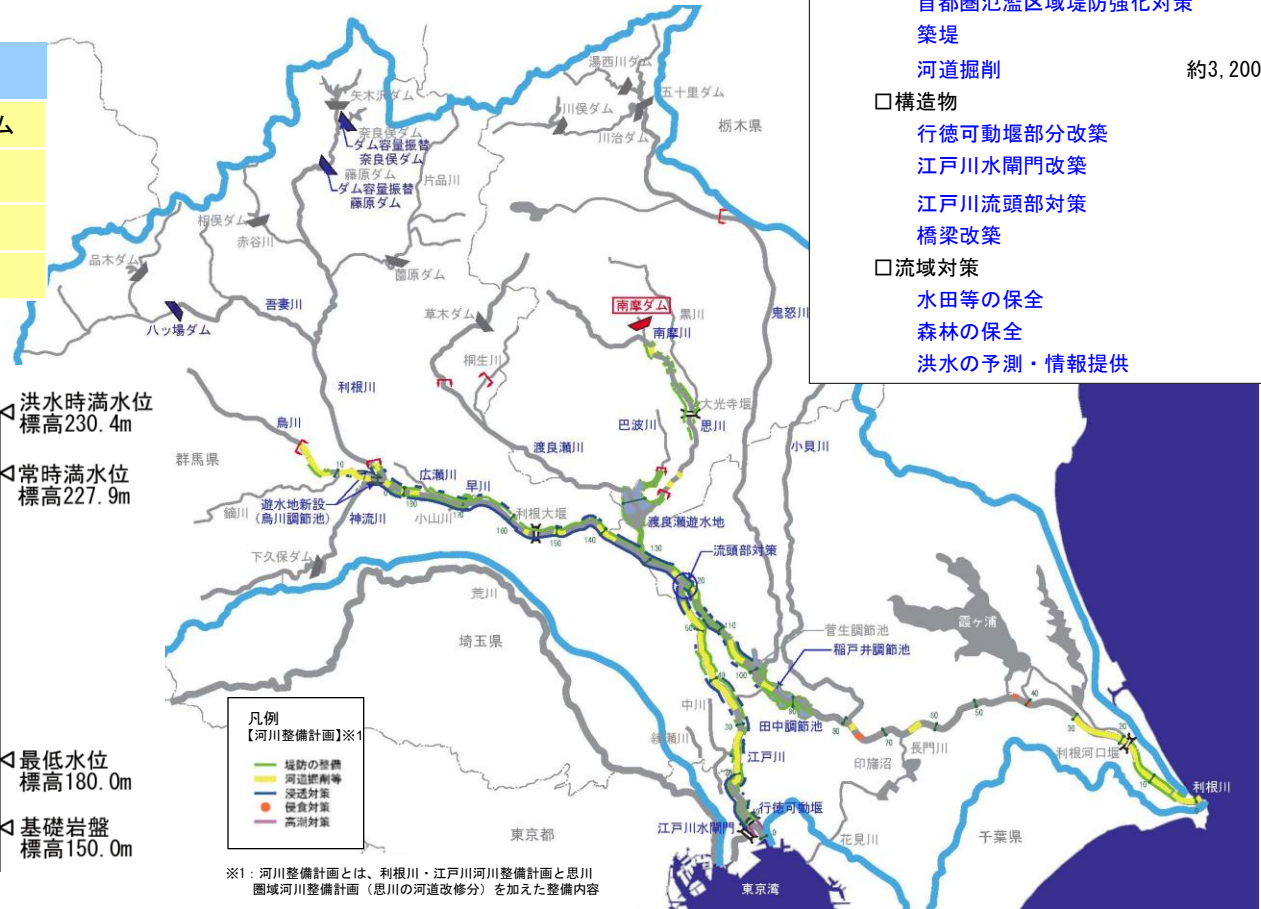 首都圏氾濫区域堤防強化対策
築堤
河道掘削 約3,200
□構造物
行徳可動堰部分改築
江戸川水閘門改築
江戸川流頭部対策
橋梁改築
□流域対策
水田等の保全
森林の保全
洪水の予測・情報提供
ム
湯西川ダム
五十里ダム
川俣ダム
川治ダム
栃木県
矢木沢ダム
奈良俣ダム
ダム容量振替
奈良俣ダム
藤原ダム
ダム容量振替
藤原ダム
片品川
相俣ダム
赤谷川
薗原ダム
品木ダム
吾妻川
八ッ場ダム
草木ダム
南摩ダム
黒川
南摩川
鬼怒川
桐生川
利根川
大光寺堰
巴波川
思川
小貝川
渡良瀬川
洪水時満水位
標高230.4m
常時満水位
標高227.9m
最低水位
標高180.0m
基礎岩盤
標高150.0m
烏川
群馬県
10
広瀬川
早川
遊水地新設
(烏川調節池)
鏑川
神流川
小山川
180
170
利根大堰
160
150
140
130
渡良瀬遊水地
下久保ダム
流頭部対策
荒川
埼玉県
50
110
100
菅生調節池
稲戸井調節池
霞ヶ浦
中川
30
90
田中調節池
80
70
60
50
40
30
20
10
長門川
印旛沼
利根河口堰
利根川
綾瀬川
江戸川
行徳可動堰
江戸川水閘門
花見川
千葉県
東京都
東京湾
凡例
【河川整備計画】※1
堤防の整備
河道掘削等
浸透対策
侵食対策
高潮対策
※1:河川整備計画とは、利根川・江戸川河川整備計画と思川
圏域河川整備計画(思川の河道改修分)を加えた整備内容